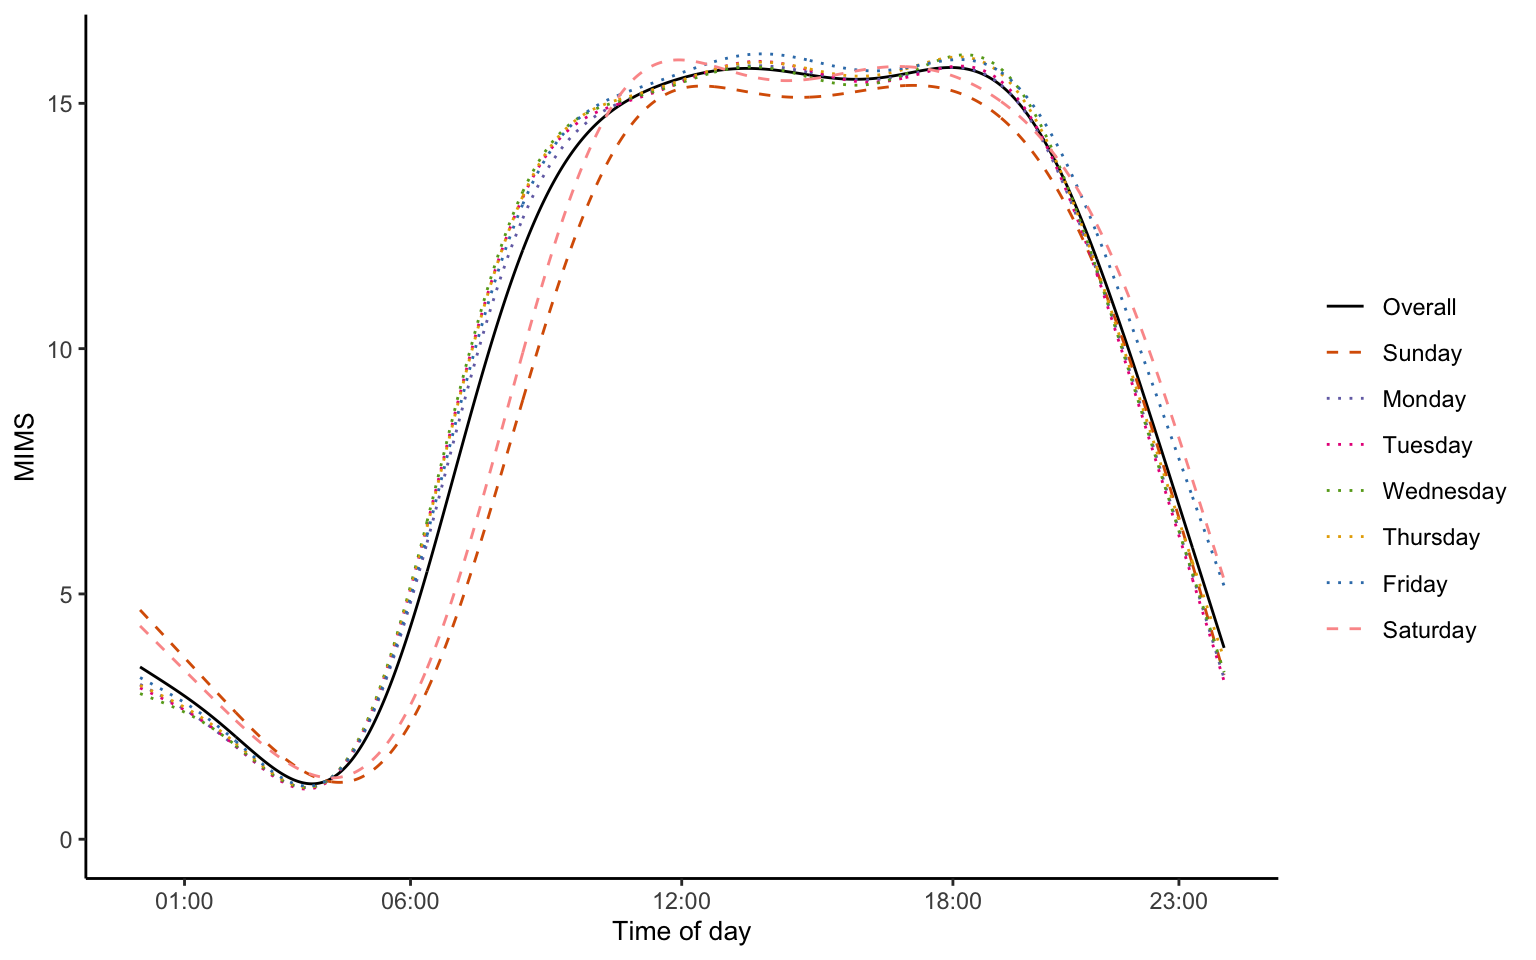 MIMS
15
10
5
0
01:00 06:00 12:00 18:00 23:00
Time of day
Overall
Sunday
Monday
Tuesday
Wednesday
Thursday
Friday
Saturday